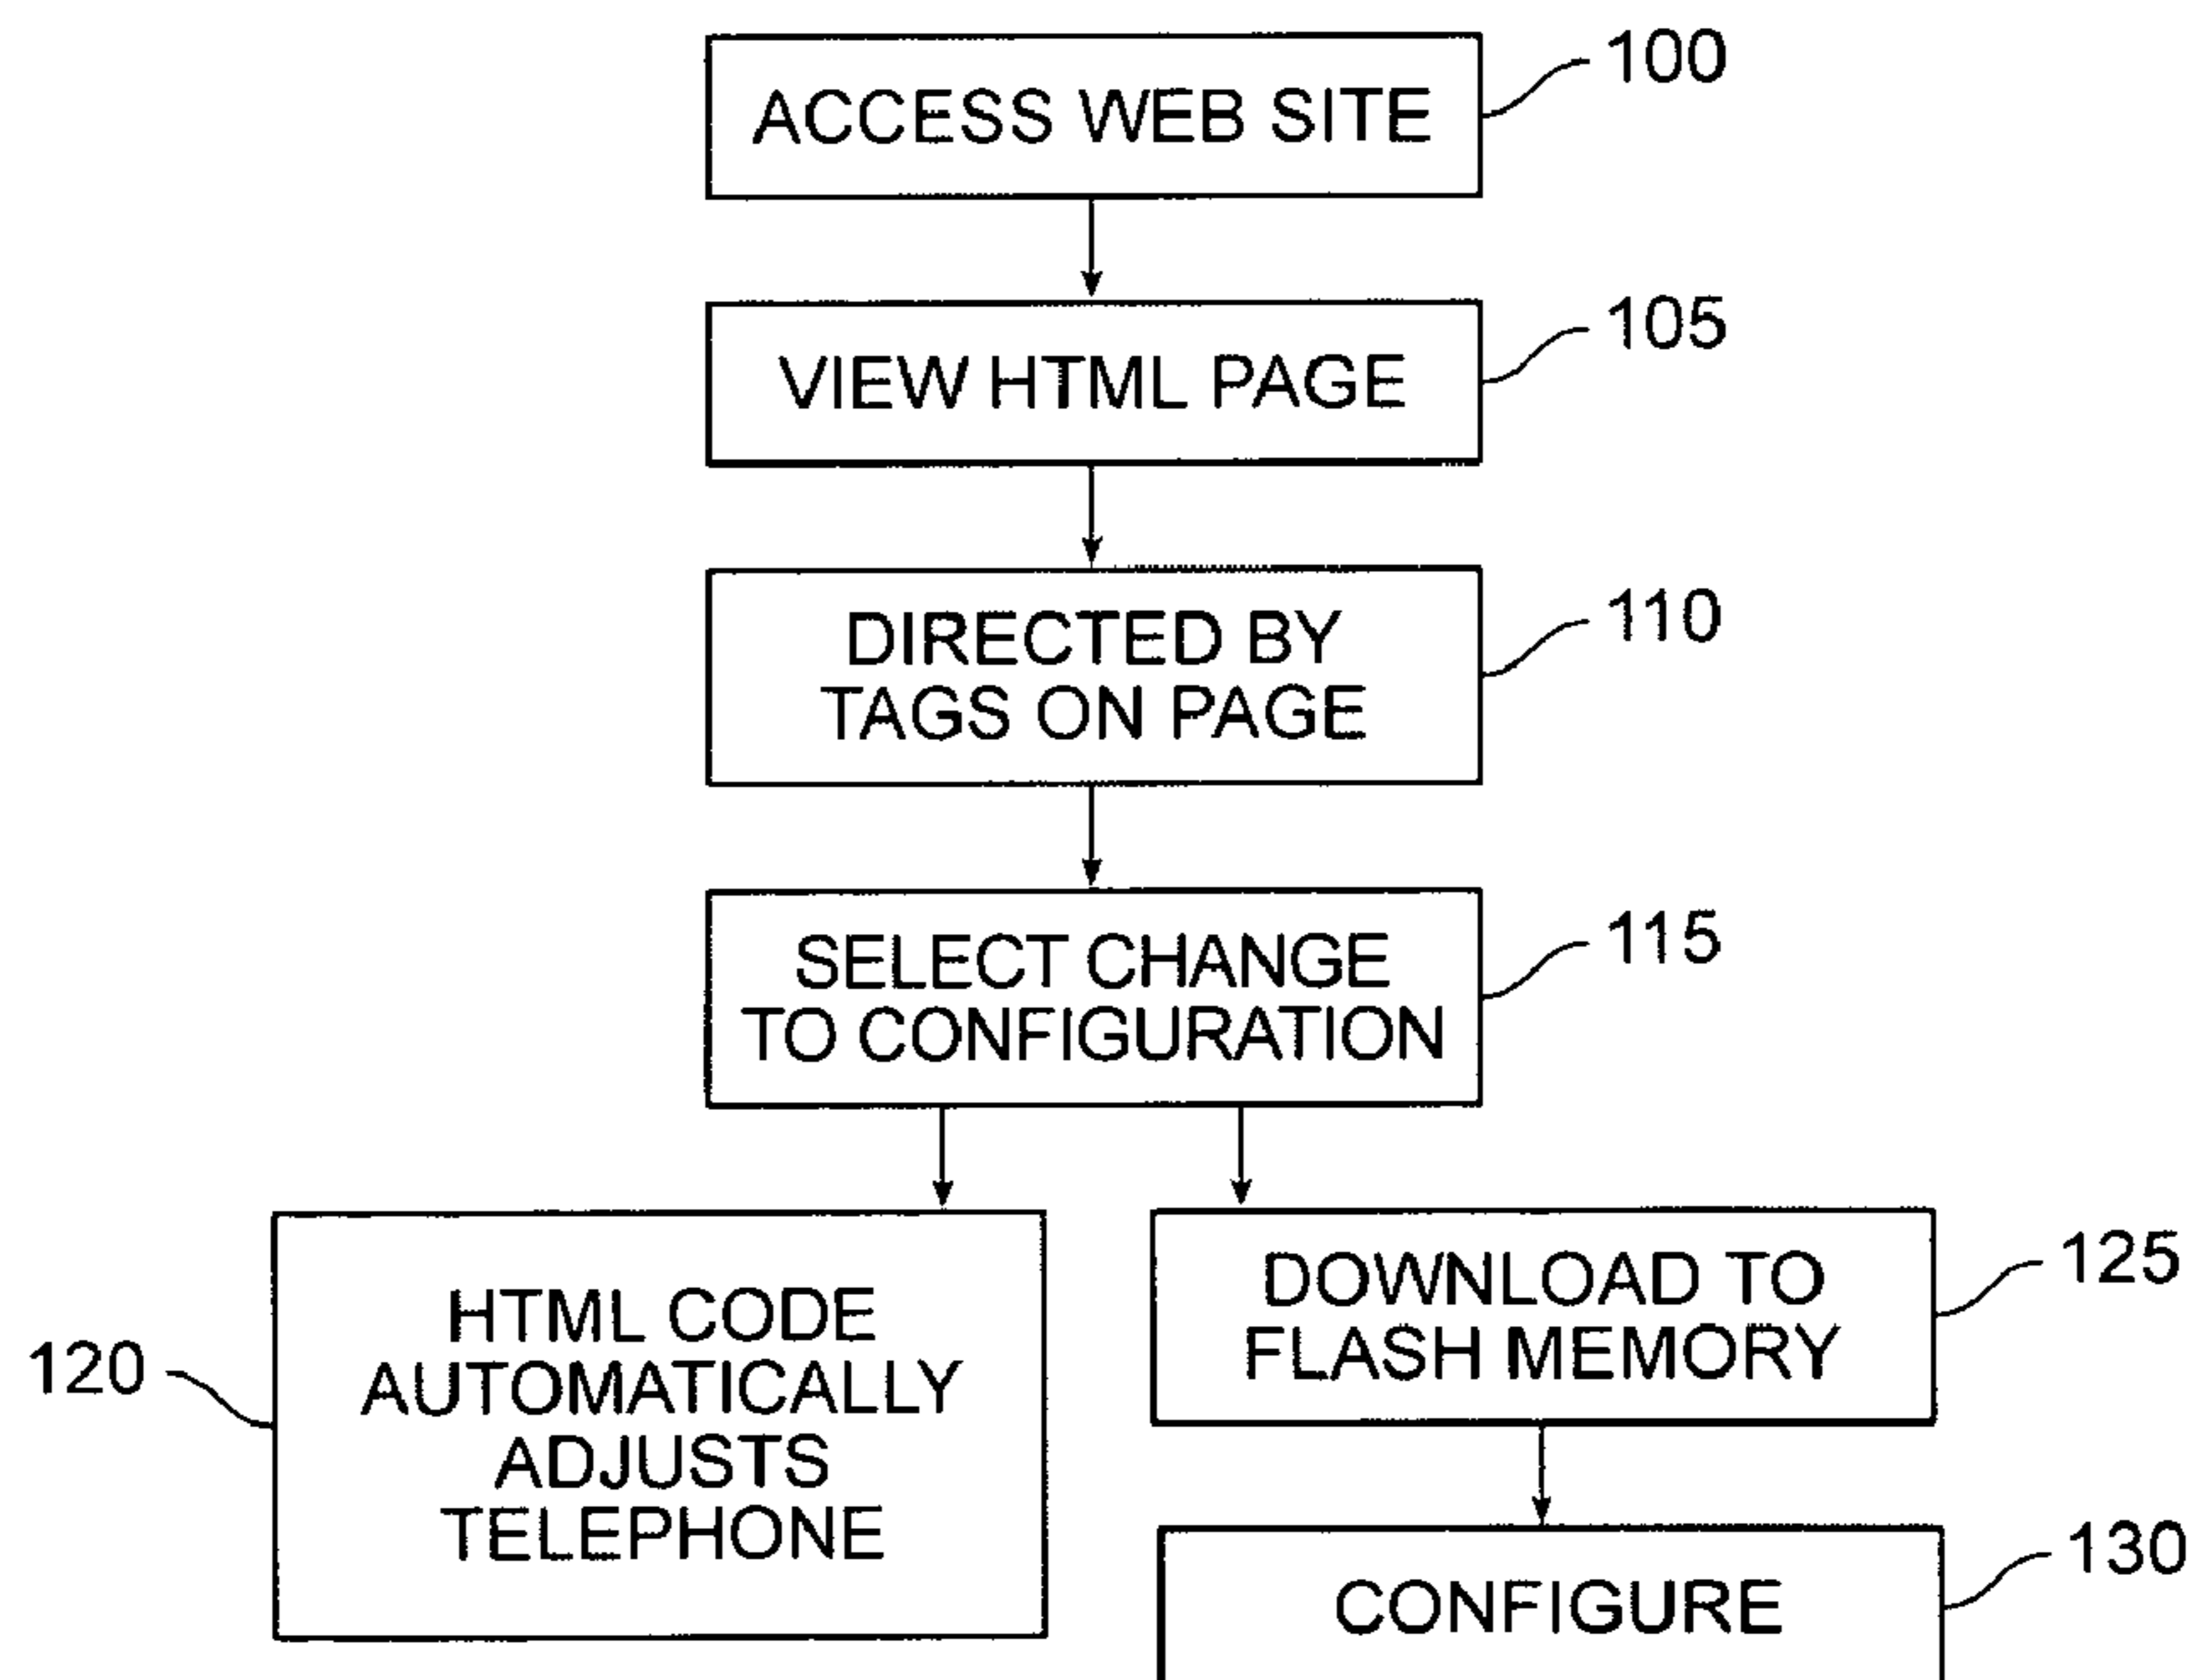 ACCESS WEB SITE
100
VIEW HTML PAGE
105
DIRECTED BY
TAGS ON PAGE
110
SELECT CHANGE
TO CONFIGURATION
115
HTML CODE
AUTOMATICALLY
ADJUSTS
TELEPHONE
120
DOWNLOAD TO
FLASH MEMORY
125
CONFIGURE
130